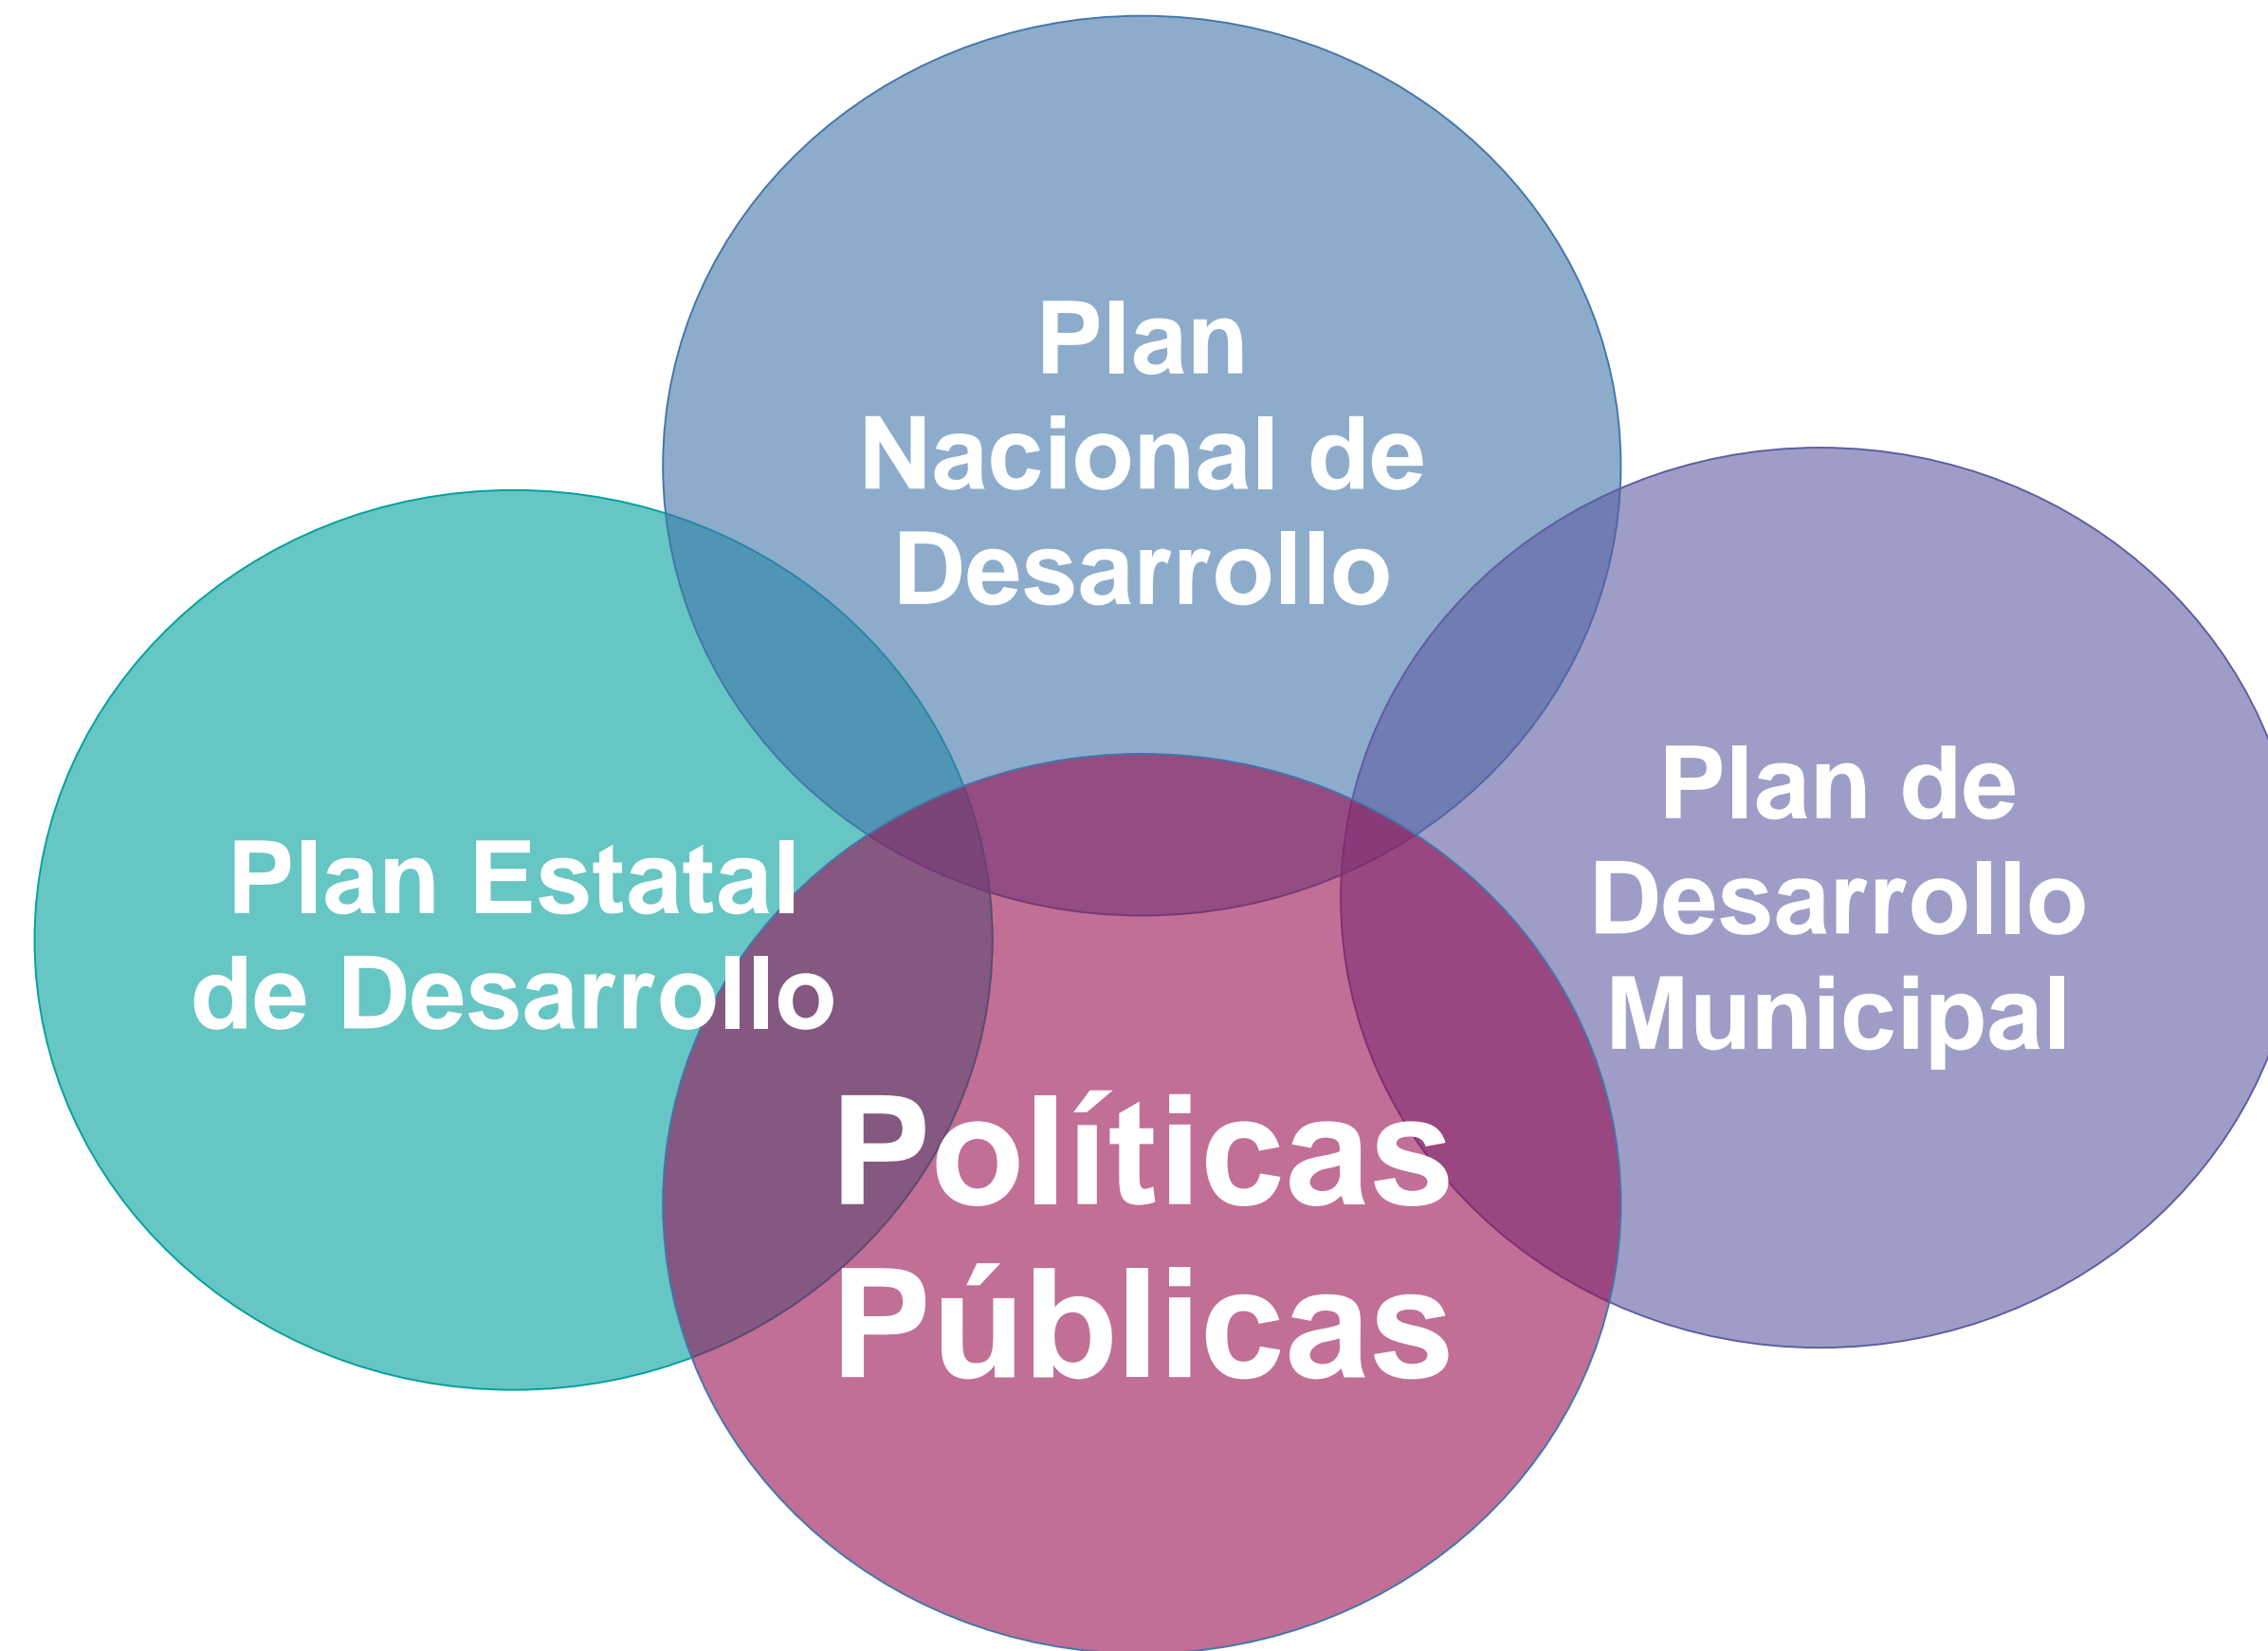 Plan
Nacional de
Desarrollo
Plan Estatal
de Desarrollo
Plan de
Desarrollo
Municipal
Políticas
Públicas